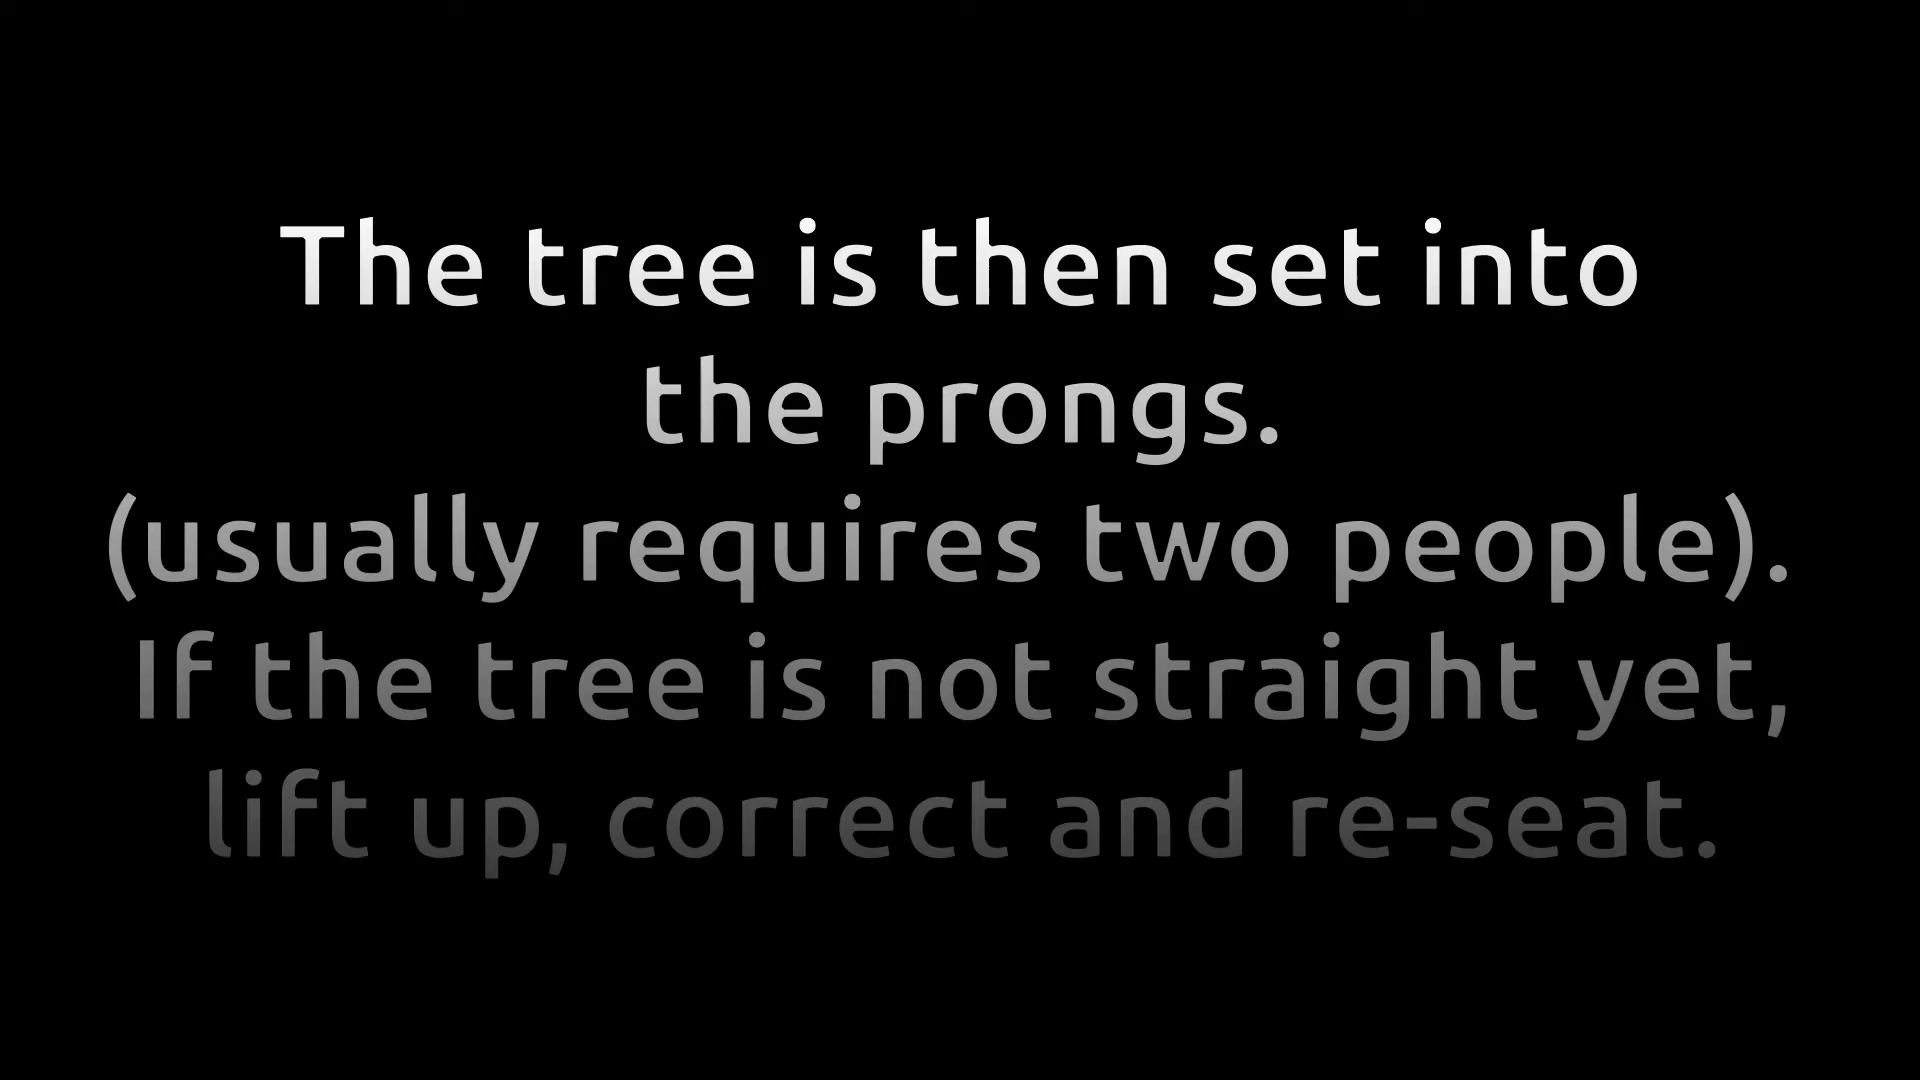 The tree is then set into
the prongs.
(usually requires two people).
If the tree is not straight yet,
lift up, correct and re-seat.